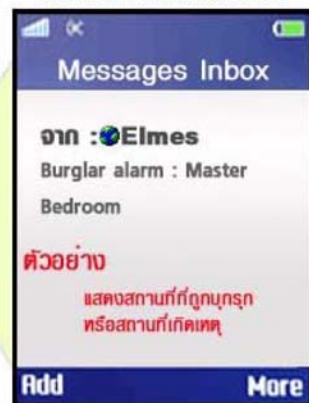 Messages Inbox
จาก :Elmes
Burglar alarm : Master
Bedroom
ตัวอย่าง
แสดงสถานที่ที่ถูกบุกรุก
หรือสถานที่เกิดเหตุ
Add More